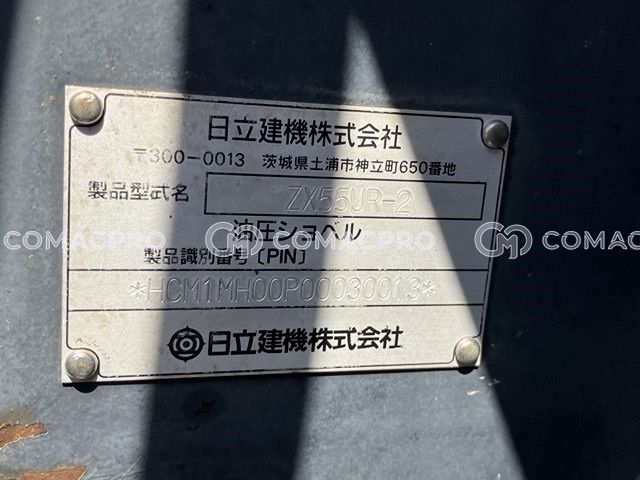 日立建機株式会社
〒300-0013 茨城県土浦市神立町650番地
製品型式名 ZX55UR-2
油圧ショベル
製品識別番号〔PIN〕
*HCM1MH00P00030013*
日立建機株式会社
COMACPRO COMACPRO COMACPRO